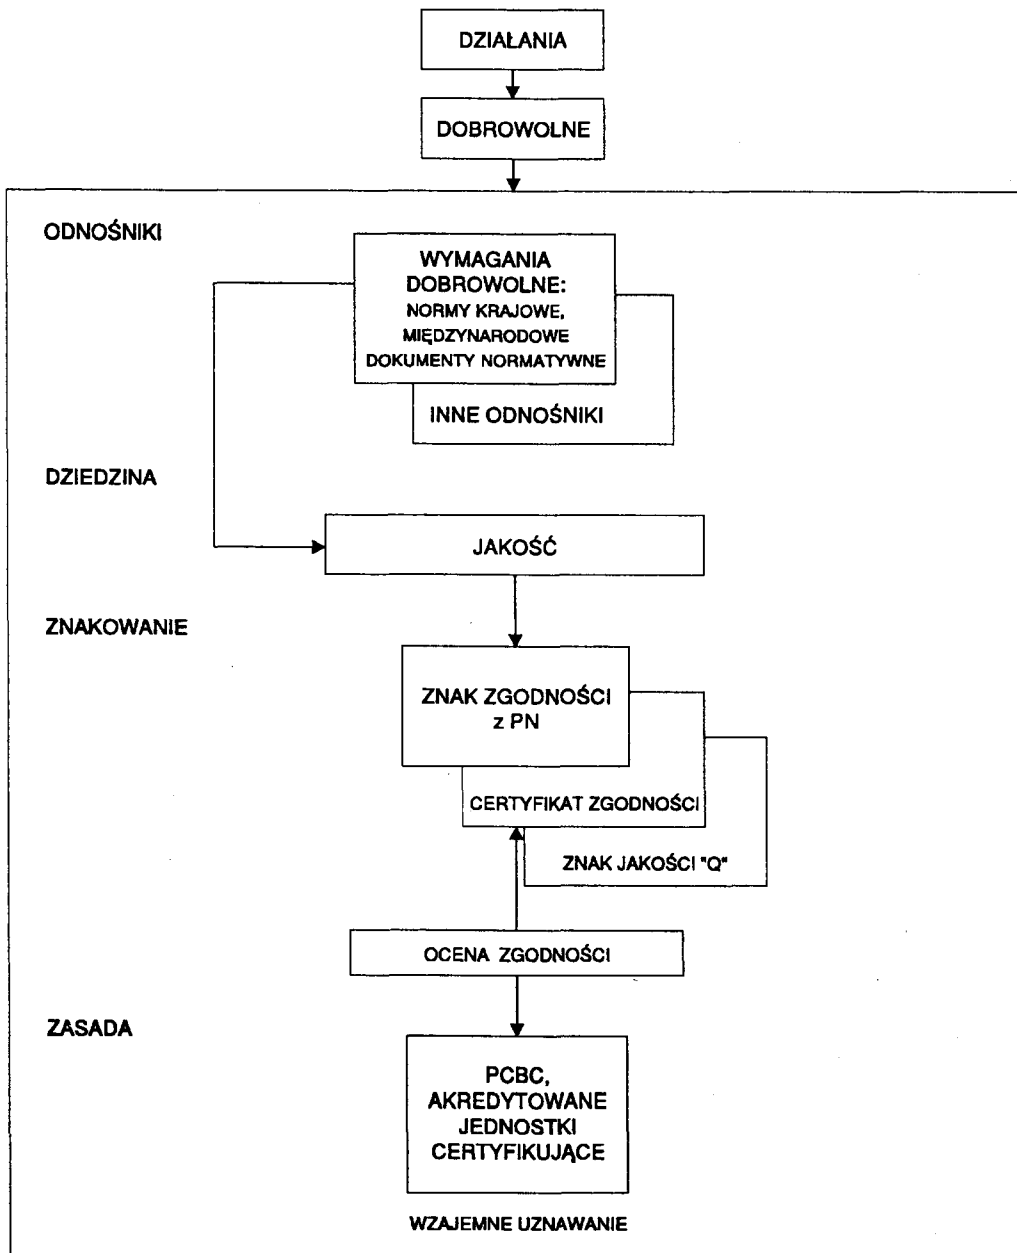 DZIAŁANIA
DOBROWOLNE
ODNOŚNIKI
WYMAGANIA
DOBROWOLNE:
NORMY KRAJOWE,
MIĘDZYNARODOWE
DOKUMENTY NORMATYWNE
INNE ODNOŚNIKI
DZIEDZINA
JAKOŚĆ
ZNAKOWANIE
ZNAK ZGODNOŚCI
z PN
CERTYFIKAT ZGODNOŚCI
ZNAK JAKOŚCI "Q"
OCENA ZGODNOŚCI
ZASADA
PCBC,
AKREDYTOWANE
JEDNOSTKI
CERTYFIKUJĄCE
WZAJEMNE UZNAWANIE